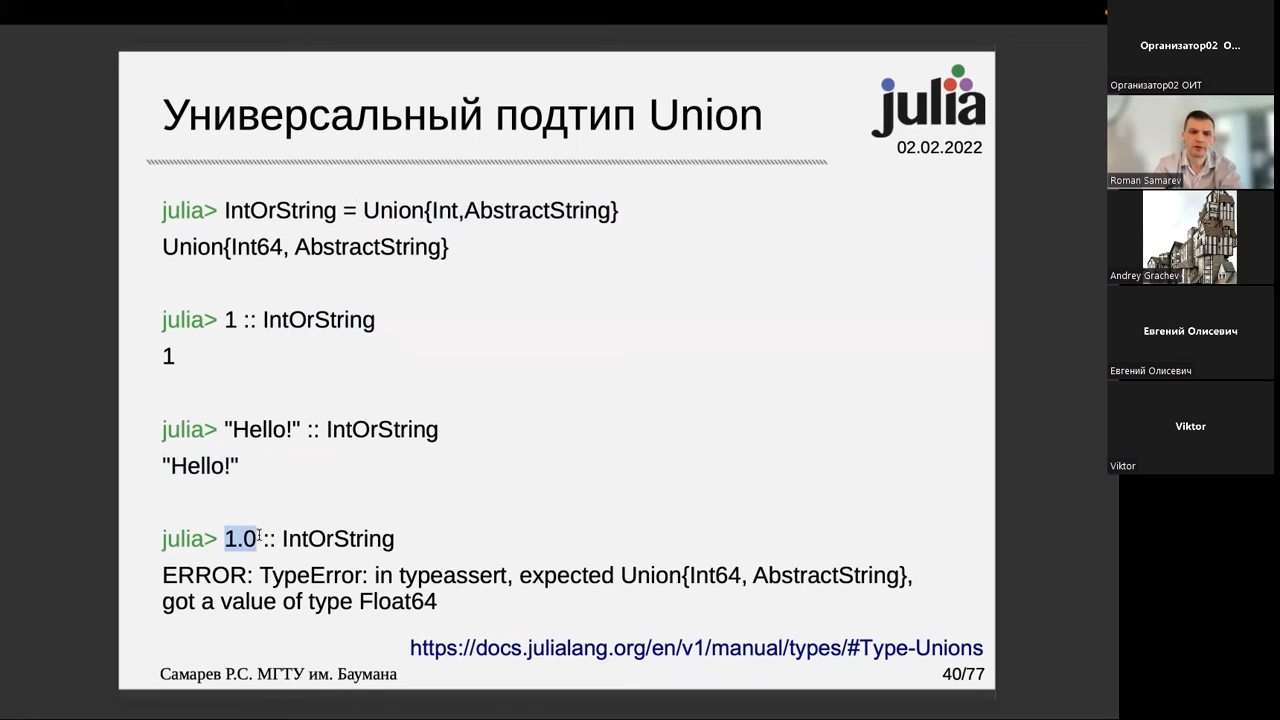 Универсальный подтип Union
julia
02.02.2022
julia> IntOrString = Union{Int,AbstractString}
Union{Int64, AbstractString}
julia> 1 :: IntOrString
1
julia> "Hello!" :: IntOrString
"Hello!"
julia> 1.0 :: IntOrString
ERROR: TypeError: in typeassert, expected Union{Int64, AbstractString},
got a value of type Float64
https://docs.julialang.org/en/v1/manual/types/#Type-Unions
Самарев Р.С. МГТУ им. Баумана
40/77
Организатор02 О...
Организатор02 ОИТ
Roman Samarev
Andrey Grachev
Евгений Олисевич
Евгений Олисевич
Viktor
Viktor